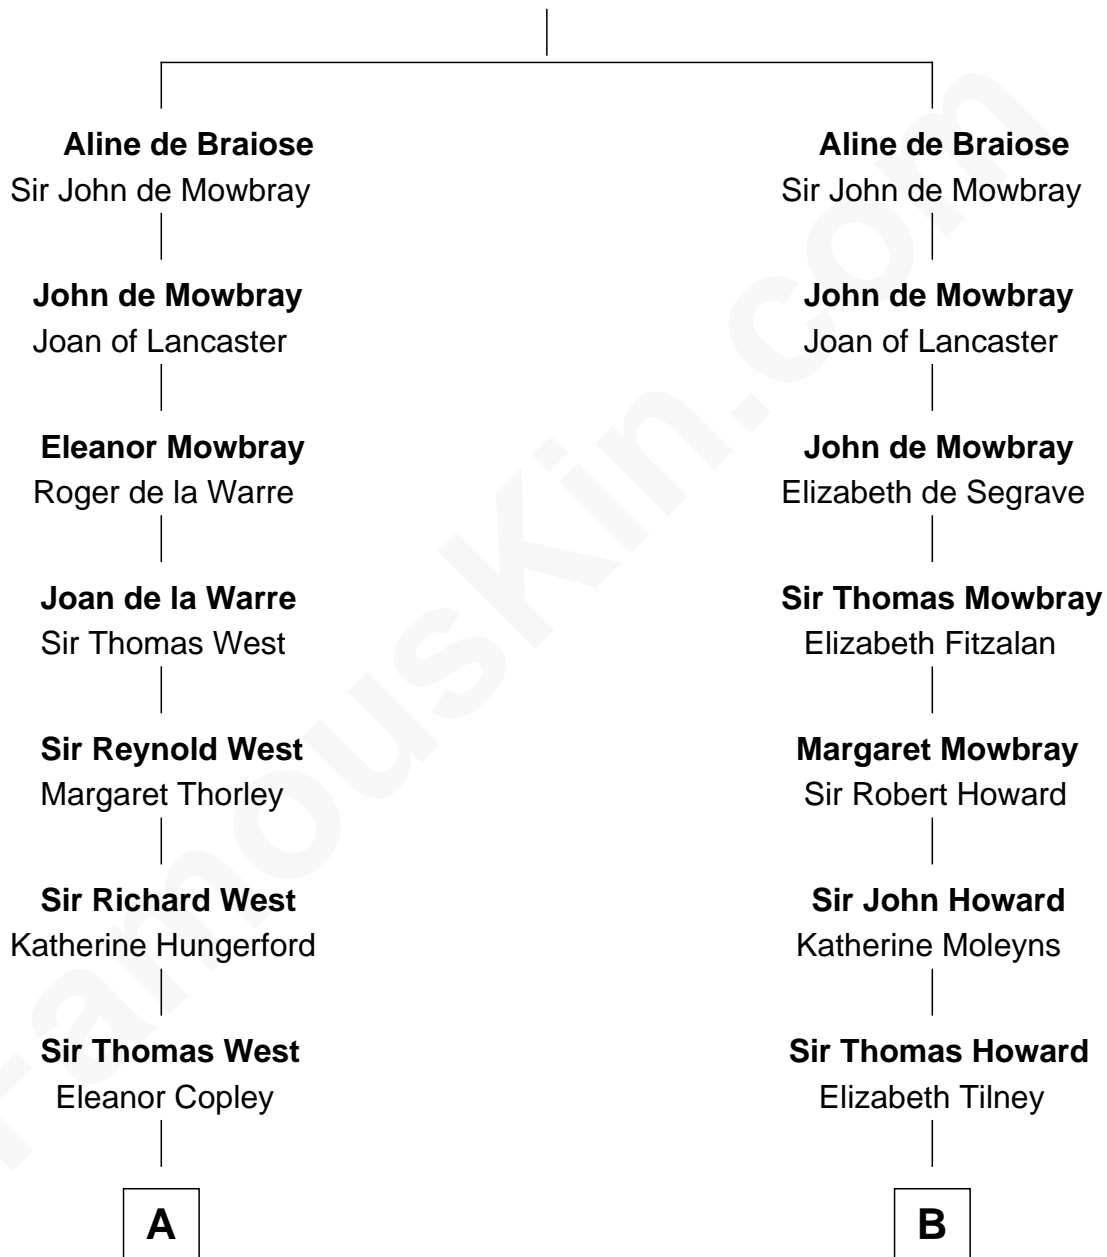 Aline de Braiose
Sir John de Mowbray
John de Mowbray
Joan of Lancaster
Eleanor Mowbray
Roger de la Warre
Joan de la Warre
Sir Thomas West
Sir Reynold West
Margaret Thorley
Sir Richard West
Katherine Hungerford
Sir Thomas West
Eleanor Copley
A
Aline de Braiose
Sir John de Mowbray
John de Mowbray
Joan of Lancaster
John de Mowbray
Elizabeth de Segrave
Sir Thomas Mowbray
Elizabeth Fitzalan
Margaret Mowbray
Sir Robert Howard
Sir John Howard
Katherine Moleyns
Sir Thomas Howard
Elizabeth Tilney
B
FamousKin.com